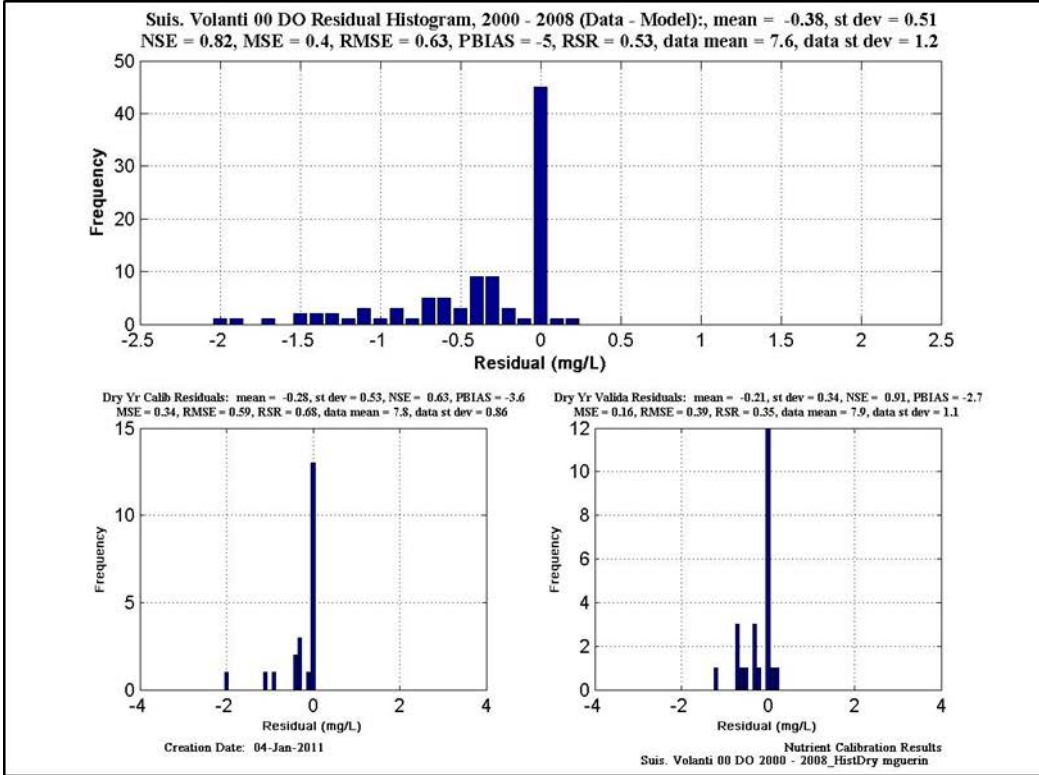 Suis. Volanti 00 DO Residual Histogram, 2000 - 2008 (Data - Model):, mean =  -0.38, st dev = 0.51
NSE = 0.82, MSE = 0.4, RMSE = 0.63, PBIAS = -5, RSR = 0.53, data mean = 7.6, data st dev = 1.2
50
40
30
20
10
0
Frequency
-2.5 -2 -1.5 -1 -0.5 0 0.5 1 1.5 2 2.5
Residual (mg/L)
Dry Yr Calib Residuals:  mean =  -0.28, st dev = 0.53, NSE =  0.63, PBIAS = -3.6
MSE = 0.34, RMSE = 0.59, RSR = 0.68, data mean = 7.8, data st dev = 0.86
15
10
5
0
Frequency
-4 -2 0 2 4
Residual (mg/L)
Dry Yr Valida Residuals:  mean =  -0.21, st dev = 0.34, NSE =  0.91, PBIAS = -2.7
MSE = 0.16, RMSE = 0.39, RSR = 0.35, data mean = 7.9, data st dev = 1.1
12
10
8
6
4
2
0
Frequency
-4 -2 0 2 4
Residual (mg/L)
Creation Date:  04-Jan-2011
Nutrient Calibration Results
Suis. Volanti 00 DO 2000 - 2008_HistDry mguerin